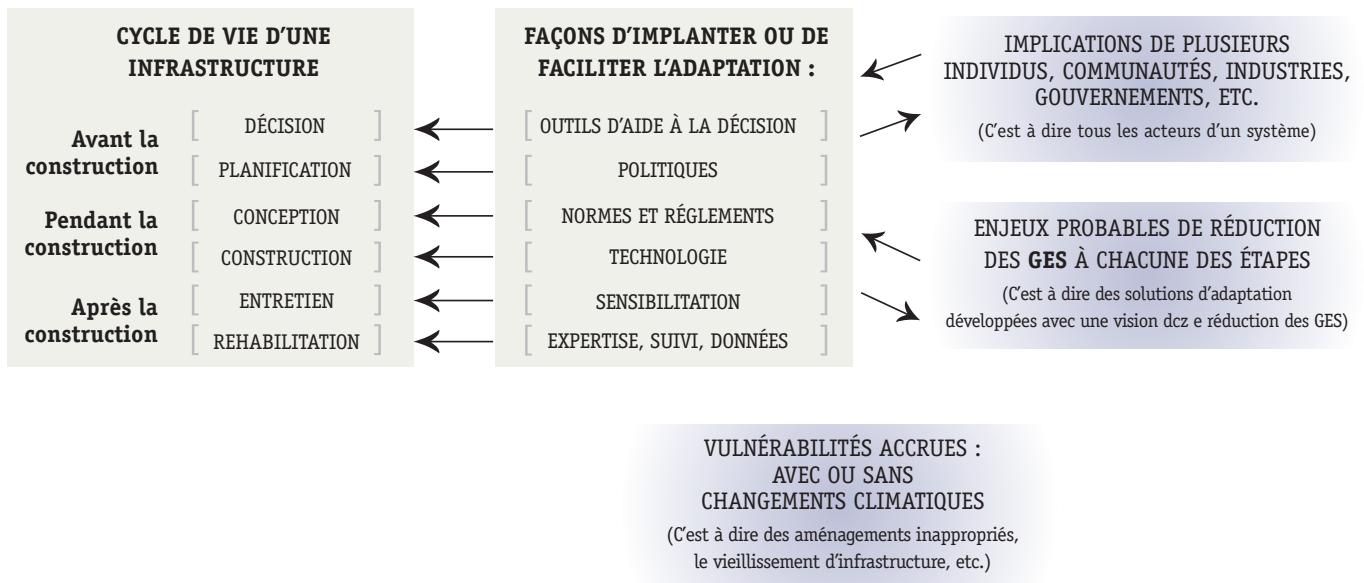 CYCLE DE VIE D'UNE
INFRASTRUCTURE
Avant la
construction
DÉCISION
PLANIFICATION
Pendant la
construction
CONCEPTION
CONSTRUCTION
Après la
construction
ENTRETIEN
REHABILITATION
FAÇONS D'IMPLANTER OU DE
FACILITER L'ADAPTATION :
OUTILS D'AIDE À LA DÉCISION
POLITIQUES
NORMES ET RÉGLEMENTS
TECHNOLOGIE
SENSIBILITATION
EXPERTISE, SUIVI, DONNÉES
IMPLICATIONS DE PLUSIEURS
INDIVIDUS, COMMUNAUTÉS, INDUSTRIES,
GOUVERNEMENTS, ETC.
(C'est à dire tous les acteurs d'un système)
ENJEUX PROBABLES DE RÉDUCTION
DES GES À CHACUNE DES ÉTAPES
(C'est à dire des solutions d'adaptation
développées avec une vision dcz e réduction des GES)
VULNÉRABILITÉS ACCRUES :
AVEC OU SANS
CHANGEMENTS CLIMATIQUES
(C'est à dire des aménagements inappropriés,
le vieillissement d'infrastructure, etc.)